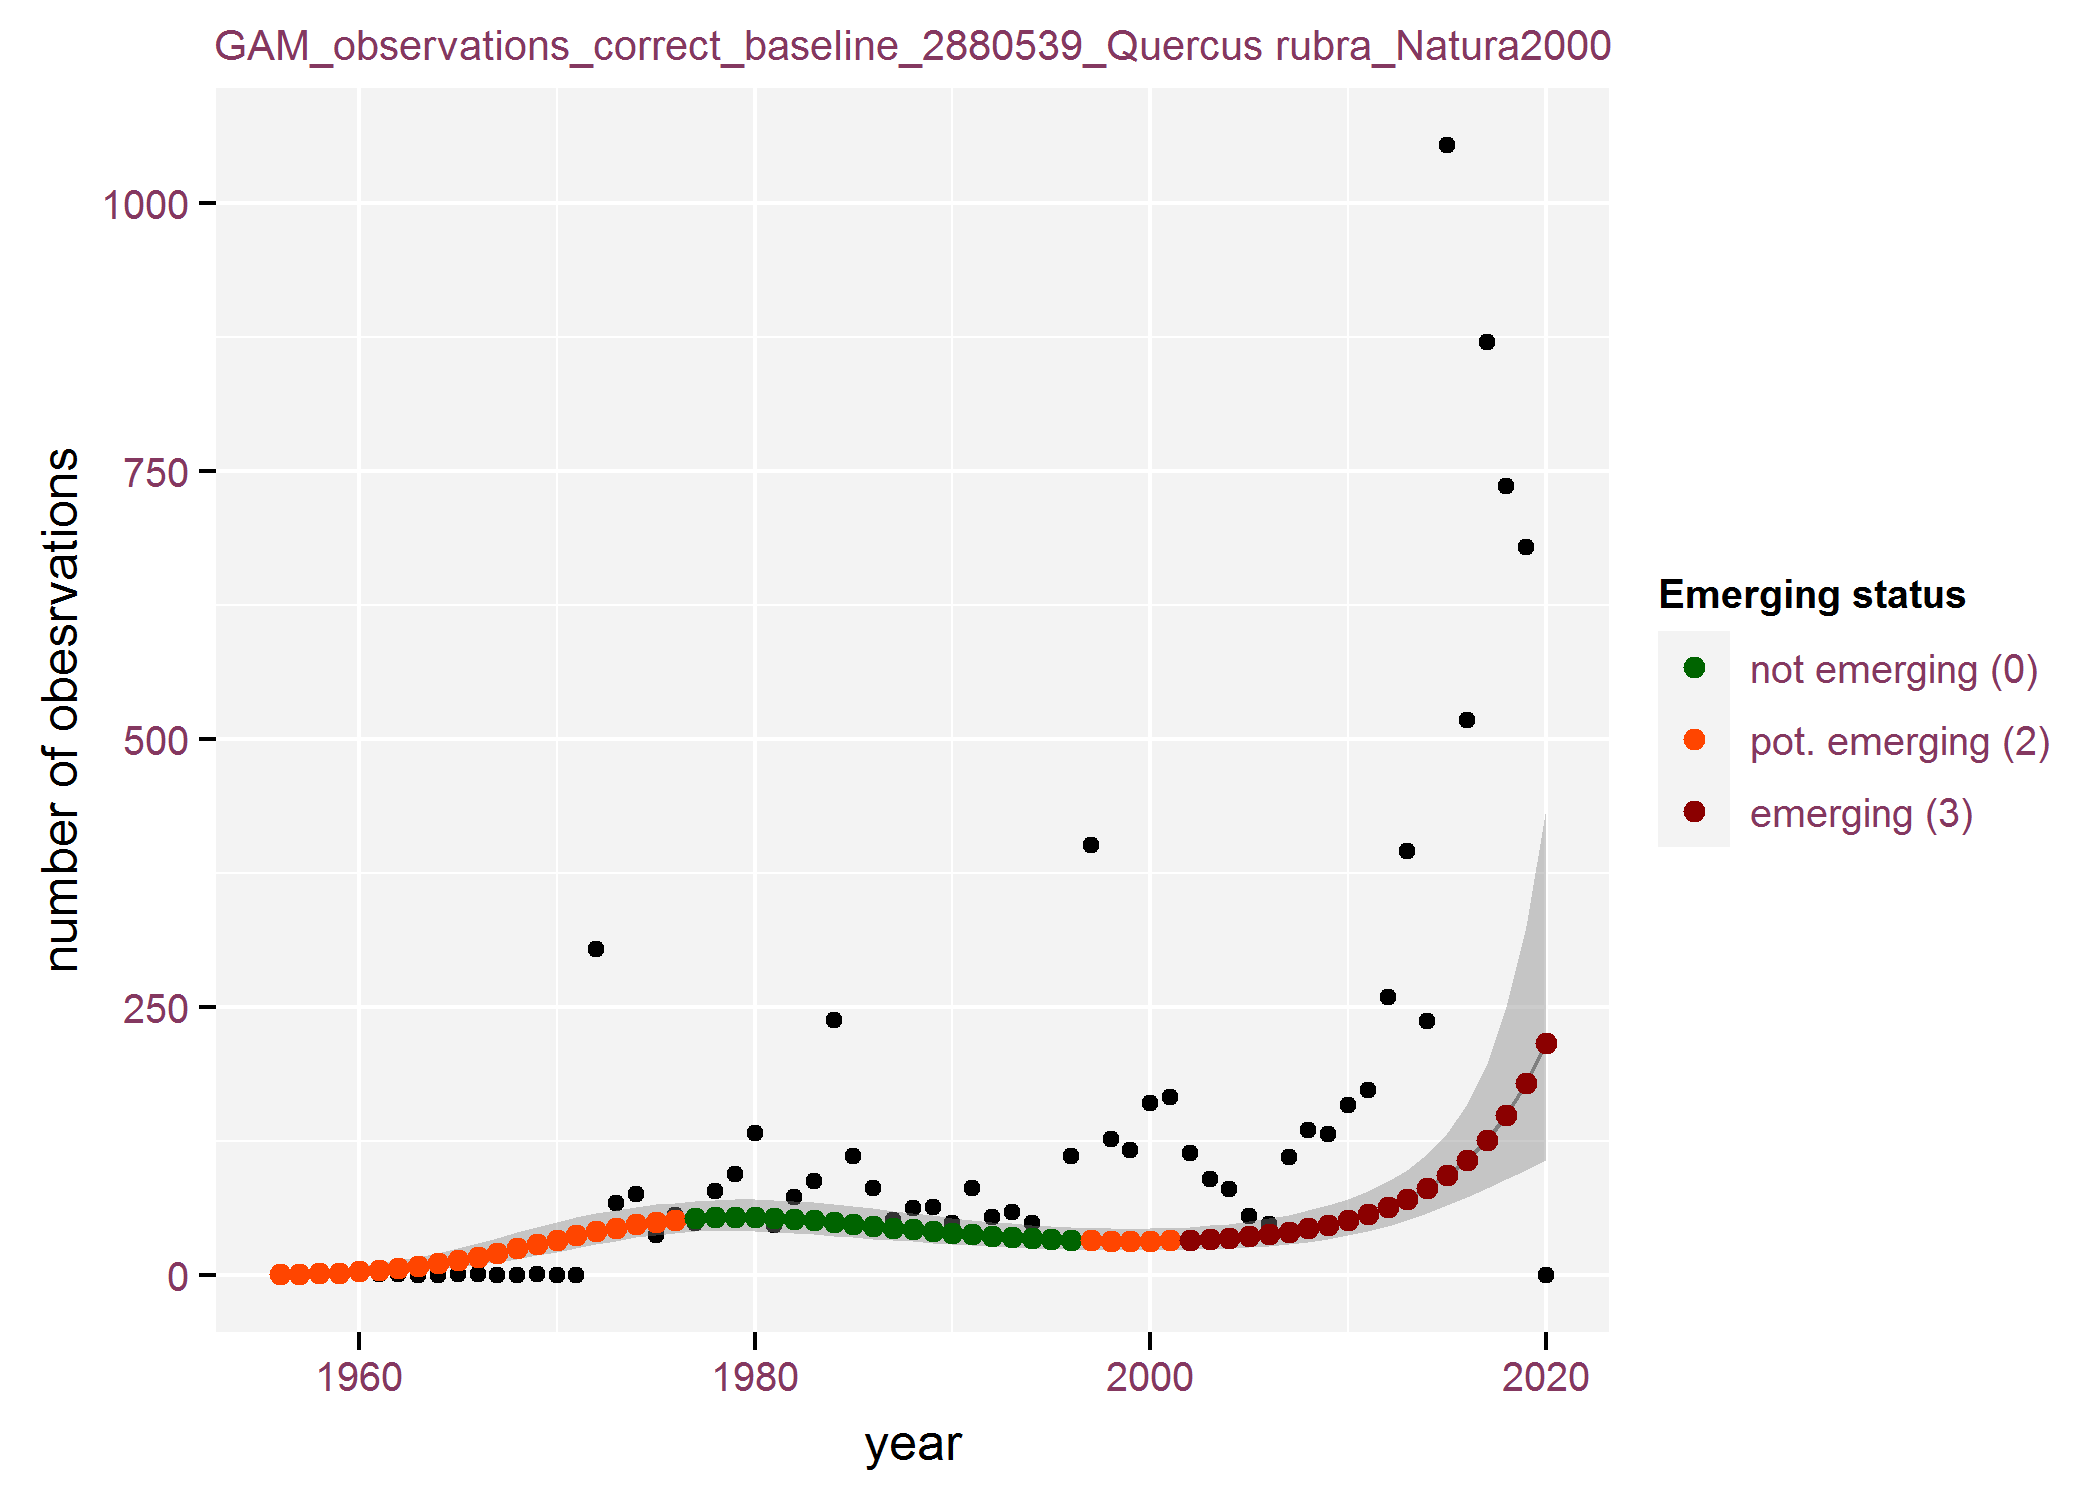 GAM_observations_correct_baseline_2880539_Quercus rubra_Natura2000
number of obesrvations
1000
750
500
250
0
1960
1980
2000
2020
year
Emerging status
not emerging (0)
pot. emerging (2)
emerging (3)